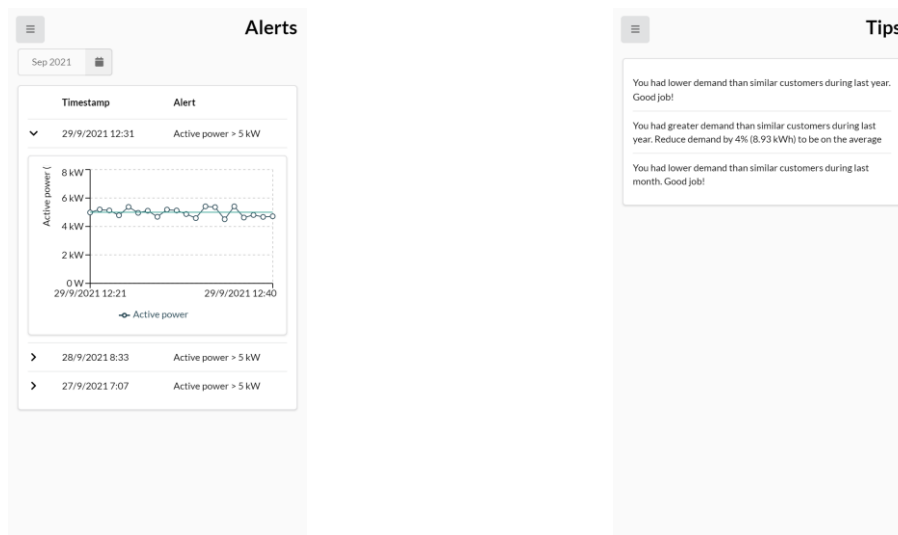 Alerts
Sep 2021
Timestamp Alert
29/9/2021 12:31 Active power > 5 kW
Active power (
8 kW
6 kW
4 kW
2 kW
0 W
29/9/2021 12:21 29/9/2021 12:40
Active power
28/9/2021 8:33 Active power > 5 kW
27/9/2021 7:07 Active power > 5 kW
Tips
You had lower demand than similar customers during last year.
Good job!
You had greater demand than similar customers during last
year. Reduce demand by 4% (8.93 kWh) to be on the average
You had lower demand than similar customers during last
month. Good job!